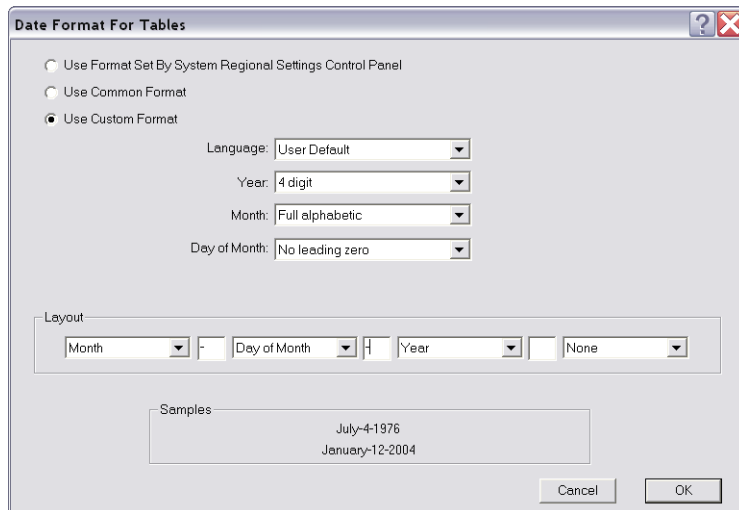 Date Format For Tables
Use Format Set By System Regional Settings Control Panel
Use Common Format
Use Custom Format
Language: User Default
Year: 4 digit
Month: Full alphabetic
Day of Month: No leading zero
Layout
Month - Day of Month - Year None
Samples
July-4-1976
January-12-2004
Cancel OK